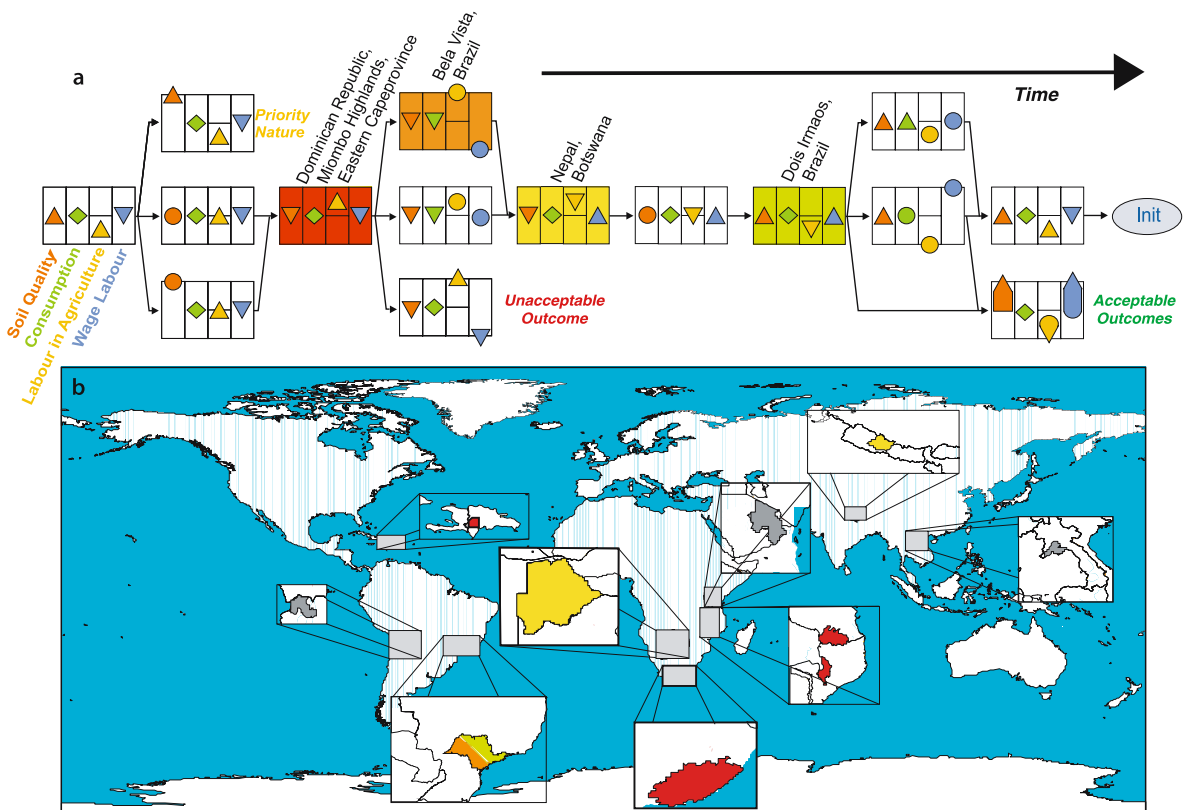 a
Priority
Nature
Dominican Republic,
Miombo Highlands,
Eastern Capeprovince
Bela Vista,
Brazil
Time
Nepal,
Botswana
Dois Irmaos,
Brazil
Init
Soil Quality
Consumption
Labour in Agriculture
Wage Labour
Unacceptable
Outcome
Acceptable
Outcomes
b